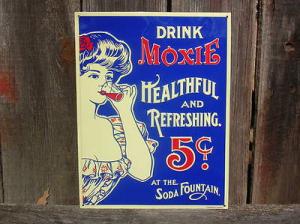 DRINK
MOXIE
HEALTHFUL
AND
REFRESHING.
5¢
AT THE
SODA FOUNTAIN.